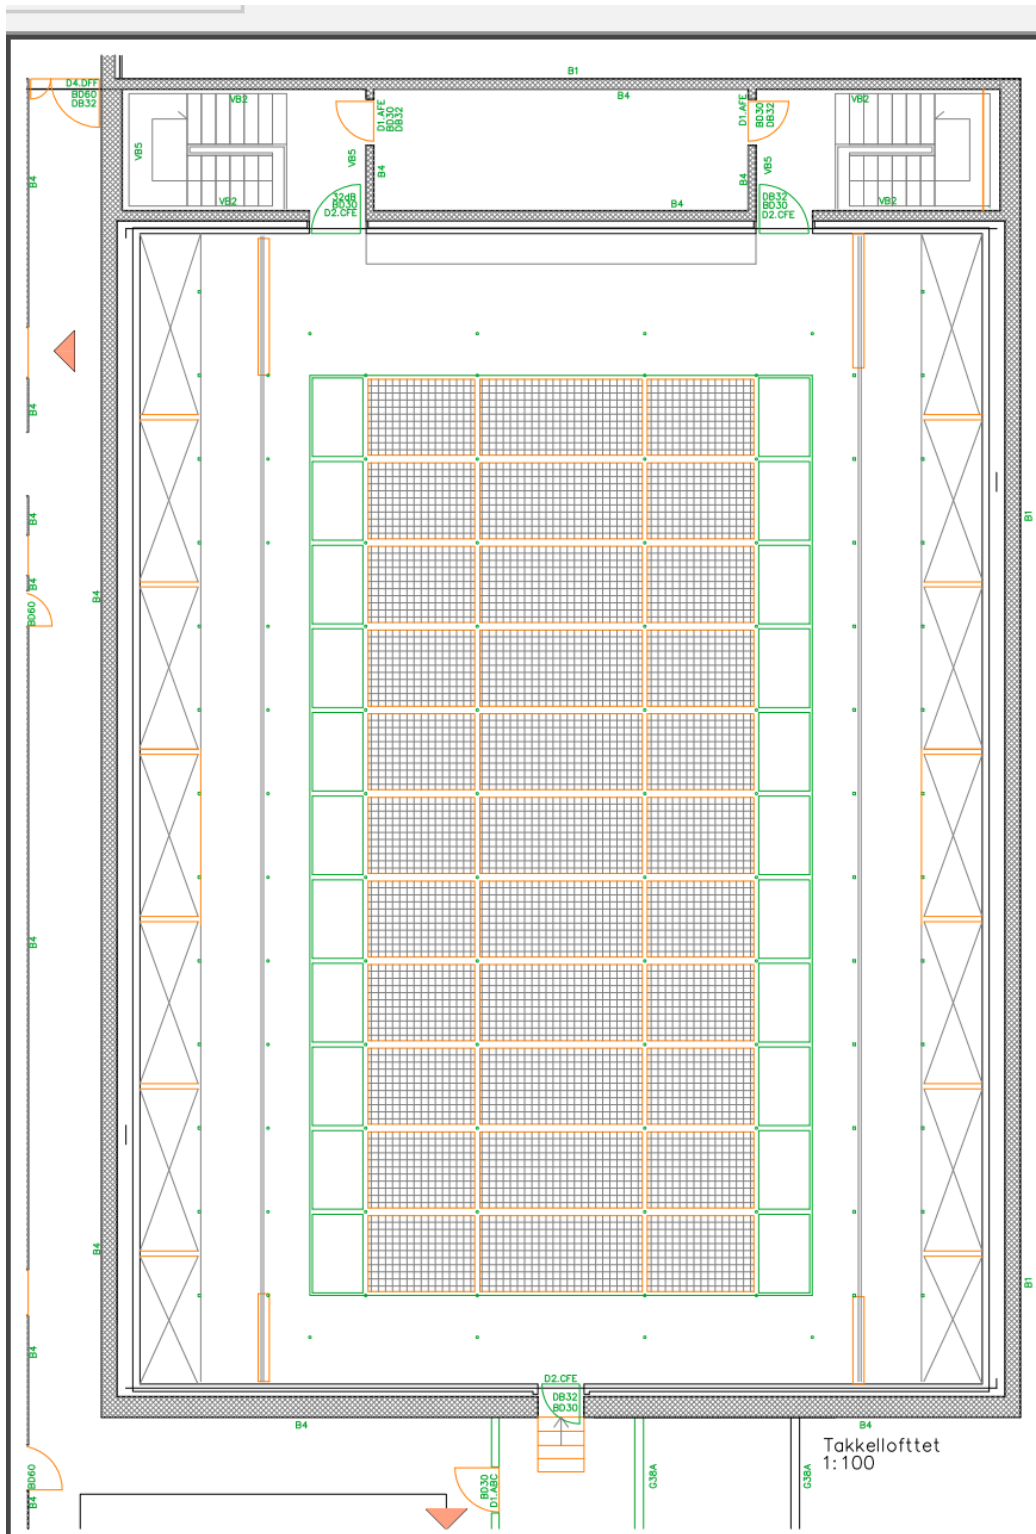 B1
D4.DFF
BD60
DB32
VB2
D1.AFE
BD30
DB32
B4
D1.AFE
BD30
DB32
VB2
VB5
VB5
B4
B4
VB5
B4
VB2
32dB
BD30
D2.CFE
B4
DB32
BD30
D2.CFE
VB2
B4
B4
B1
B4
B4
BD60
B4
B4
B4
B1
B4
D2.CFE
DB32
BD30
B4
B4
Takkellofttet
1:100
BD60
B4
BD30
D1.ABC
G38A
G38A